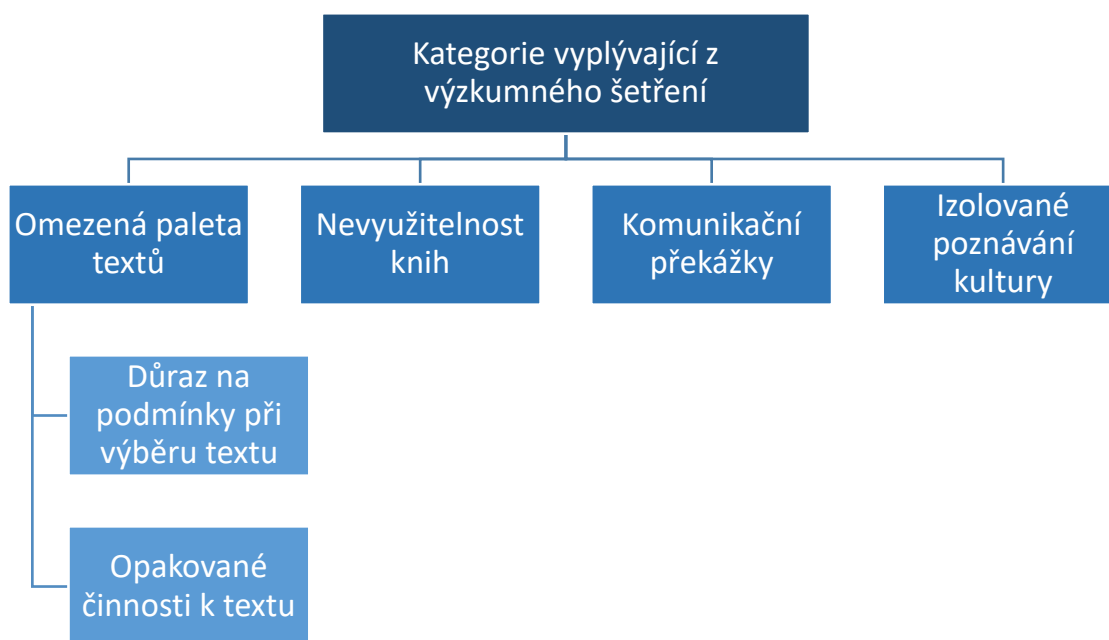 Kategorie vyplývající z
výzkumného šetření
Omezená paleta
textů
Nevyužitelnost
knih
Komunikační
překážky
Izolované
poznávání
kultury
Důraz na
podmínky při
výběru textu
Opakované
činnosti k textu